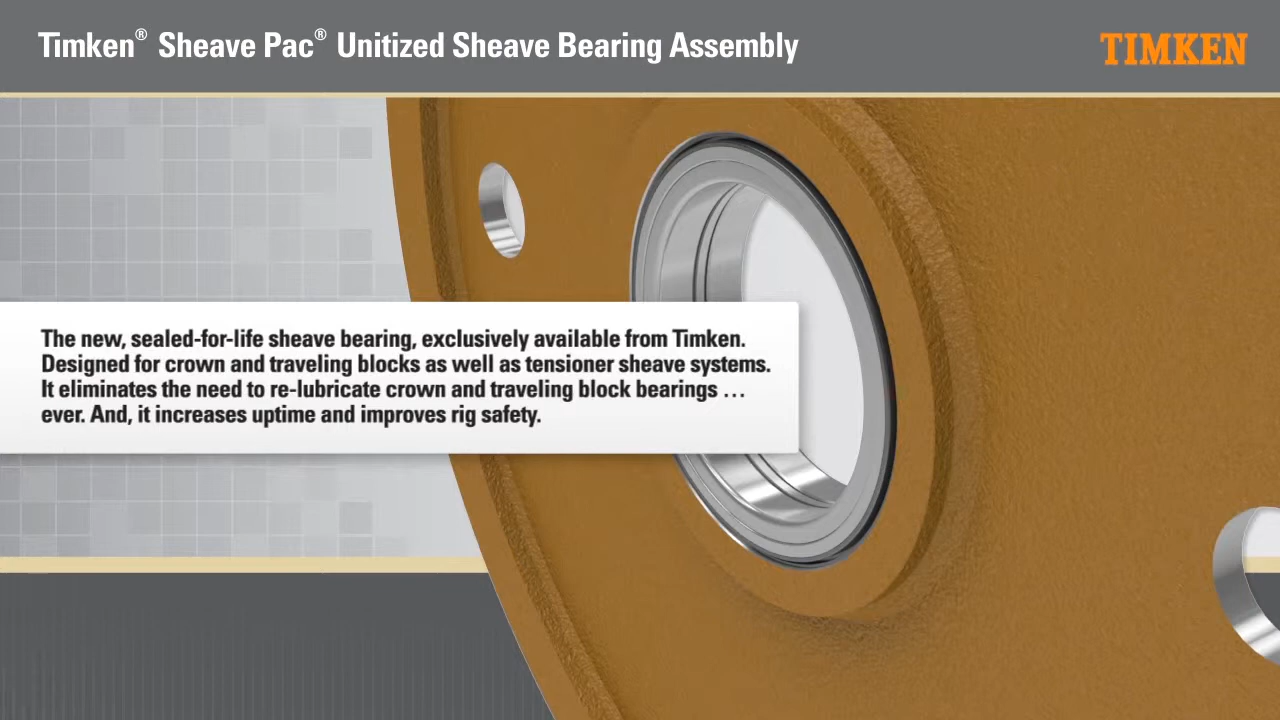 Timken® Sheave Pac® Unitized Sheave Bearing Assembly
TIMKEN
The new, sealed-for-life sheave bearing, exclusively available from Timken.
Designed for crown and traveling blocks as well as tensioner sheave systems.
It eliminates the need to re-lubricate crown and traveling block bearings …
ever. And, it increases uptime and improves rig safety.